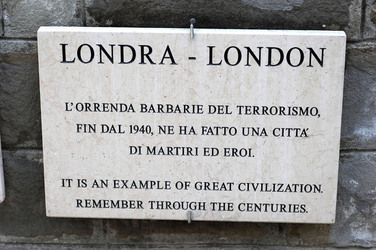 LONDRA - LONDON
L'ORRENDA BARBARIE DEL TERRORISMO,
FIN DAL 1940, NE HA FATTO UNA CITTÀ
DI MARTIRI ED EROI.
IT IS AN EXAMPLE OF GREAT CIVILIZATION.
REMEMBER THROUGH THE CENTURIES.